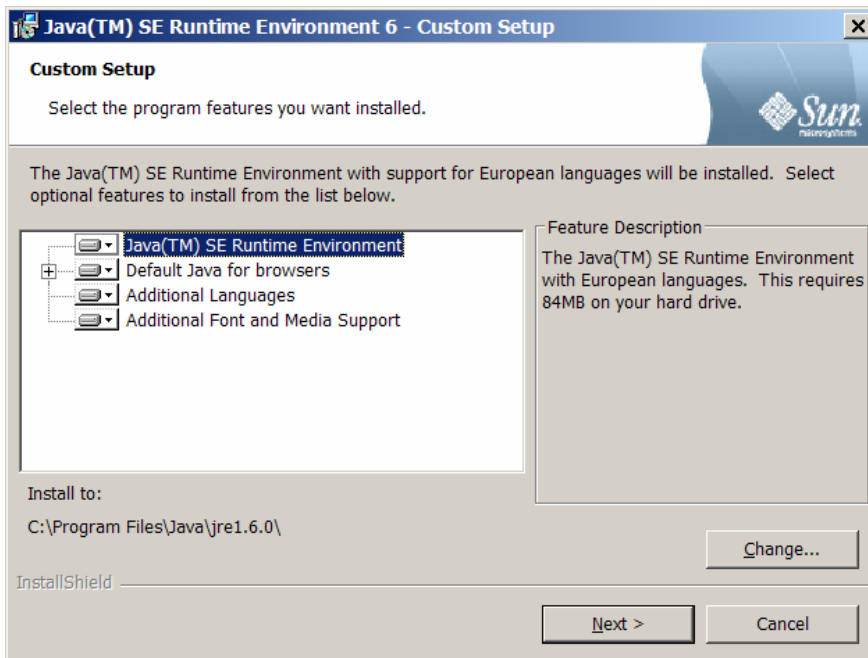 Java(TM) SE Runtime Environment 6 - Custom Setup
Custom Setup
Select the program features you want installed.
Sun
microsystems
The Java(TM) SE Runtime Environment with support for European languages will be installed. Select
optional features to install from the list below.
Java(TM) SE Runtime Environment
Default Java for browsers
Additional Languages
Additional Font and Media Support
Feature Description
The Java(TM) SE Runtime Environment
with European languages. This requires
84MB on your hard drive.
Install to:
C:\Program Files\Java\jre1.6.0\
Change...
InstallShield
Next >
Cancel